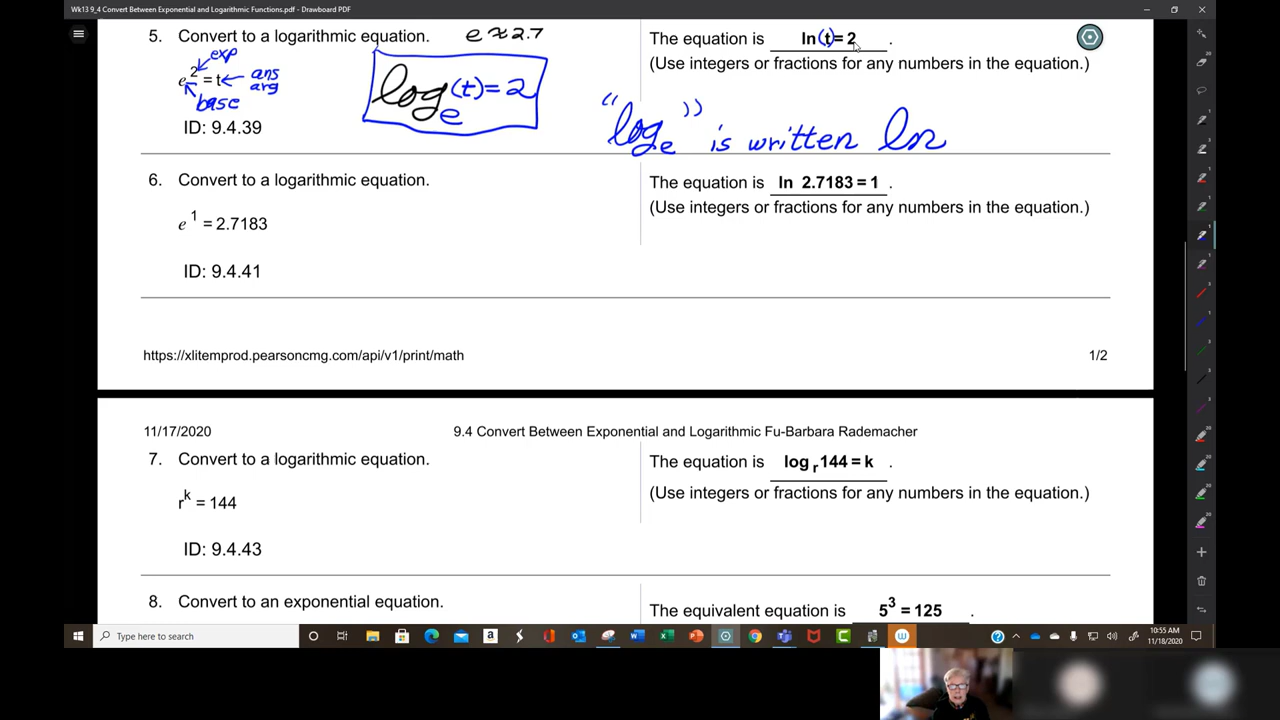 Wk13 9_4 Convert Between Exponential and Logarithmic Functions.pdf - Drawboard PDF
5. Convert to a logarithmic equation. e ≈ 2.7
exp
e² = t ans
arg
base
log e (t) = 2
ID: 9.4.39
The equation is ln (t) = 2 .
(Use integers or fractions for any numbers in the equation.)
"log e" is written ln
6. Convert to a logarithmic equation.
e¹ = 2.7183
ID: 9.4.41
The equation is ln 2.7183 = 1 .
(Use integers or fractions for any numbers in the equation.)
https://xlitemprod.pearsoncmg.com/api/v1/print/math 1/2
11/17/2020 9.4 Convert Between Exponential and Logarithmic Fu-Barbara Rademacher
7. Convert to a logarithmic equation.
r^k = 144
ID: 9.4.43
The equation is log r 144 = k .
(Use integers or fractions for any numbers in the equation.)
8. Convert to an exponential equation.
The equivalent equation is 5³ = 125 .
Type here to search
10:55 AM
11/18/2020